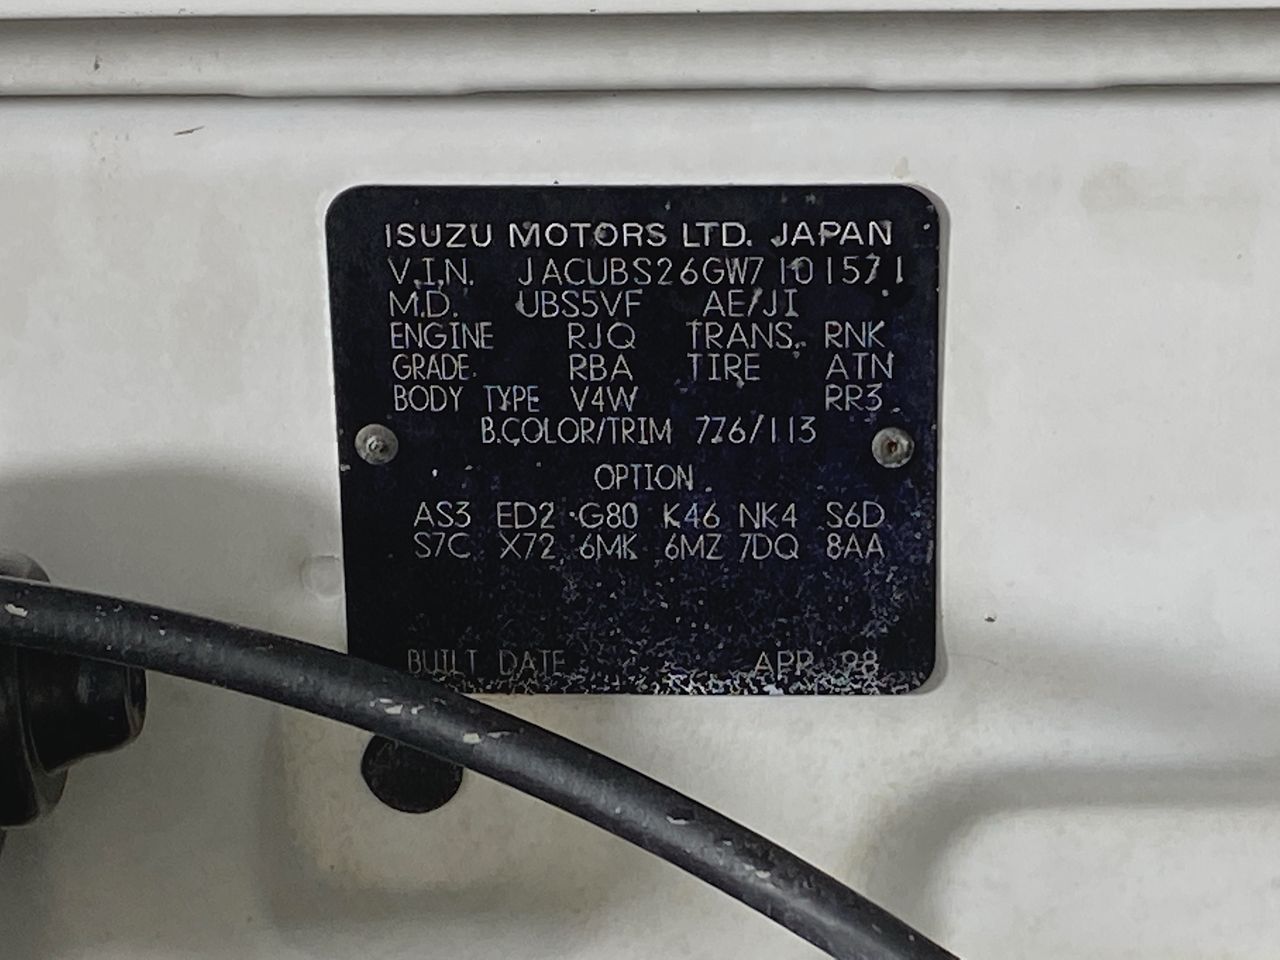 ISUZU MOTORS LTD. JAPAN
V.I.N. JACUBS26GW7101571
M.D. UBS5VF AE/JI
ENGINE RJQ TRANS. RNK
GRADE RBA TIRE ATN
BODY TYPE V4W RR3
B.COLOR/TRIM 776/113
OPTION
AS3 ED2 G80 K46 NK4 S6D
S7C X72 6MK 6MZ 7DQ 8AA
BUILT DATE APR 98